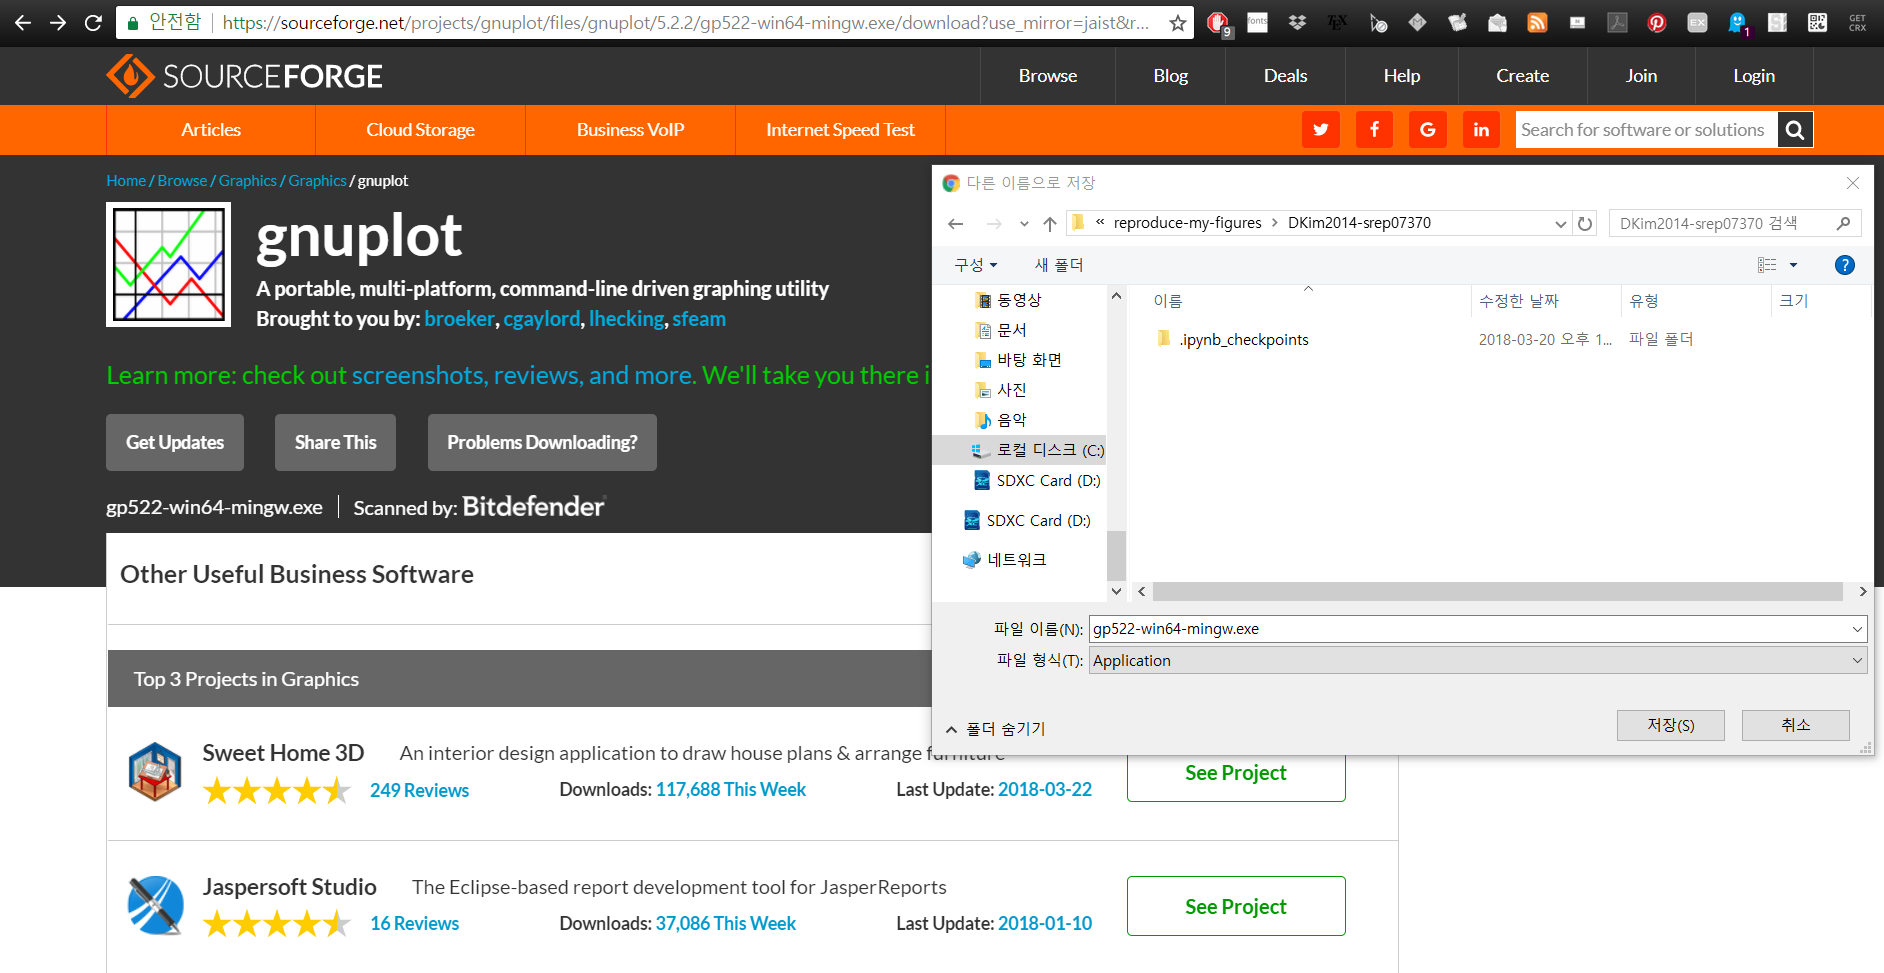 안전함 https://sourceforge.net/projects/gnuplot/files/gnuplot/5.2.2/gp522-win64-mingw.exe/download?use_mirror=jaist&r...
9
fonts
TEX
EX
1
GET CRX
SOURCEFORGE
Browse Blog Deals Help Create Join Login
Articles Cloud Storage Business VoIP Internet Speed Test
Search for software or solutions
Home / Browse / Graphics / Graphics / gnuplot
gnuplot
A portable, multi-platform, command-line driven graphing utility
Brought to you by: broeker, cgaylord, lhecking, sfeam
Learn more: check out screenshots, reviews, and more. We'll take you there i
Get Updates Share This Problems Downloading?
gp522-win64-mingw.exe Scanned by: Bitdefender
Other Useful Business Software
Top 3 Projects in Graphics
Sweet Home 3D An interior design application to draw house plans & arrange furniture
249 Reviews Downloads: 117,688 This Week Last Update: 2018-03-22
See Project
Jaspersoft Studio The Eclipse-based report development tool for JasperReports
16 Reviews Downloads: 37,086 This Week Last Update: 2018-01-10
See Project
다른 이름으로 저장
« reproduce-my-figures > DKim2014-srep07370
DKim2014-srep07370 검색
구성 새 폴더
동영상
문서
바탕 화면
사진
음악
로컬 디스크 (C:)
SDXC Card (D:)
SDXC Card (D:)
네트워크
이름 수정한 날짜 유형 크기
.ipynb_checkpoints 2018-03-20 오후 1... 파일 폴더
파일 이름(N): gp522-win64-mingw.exe
파일 형식(T): Application
폴더 숨기기
저장(S) 취소